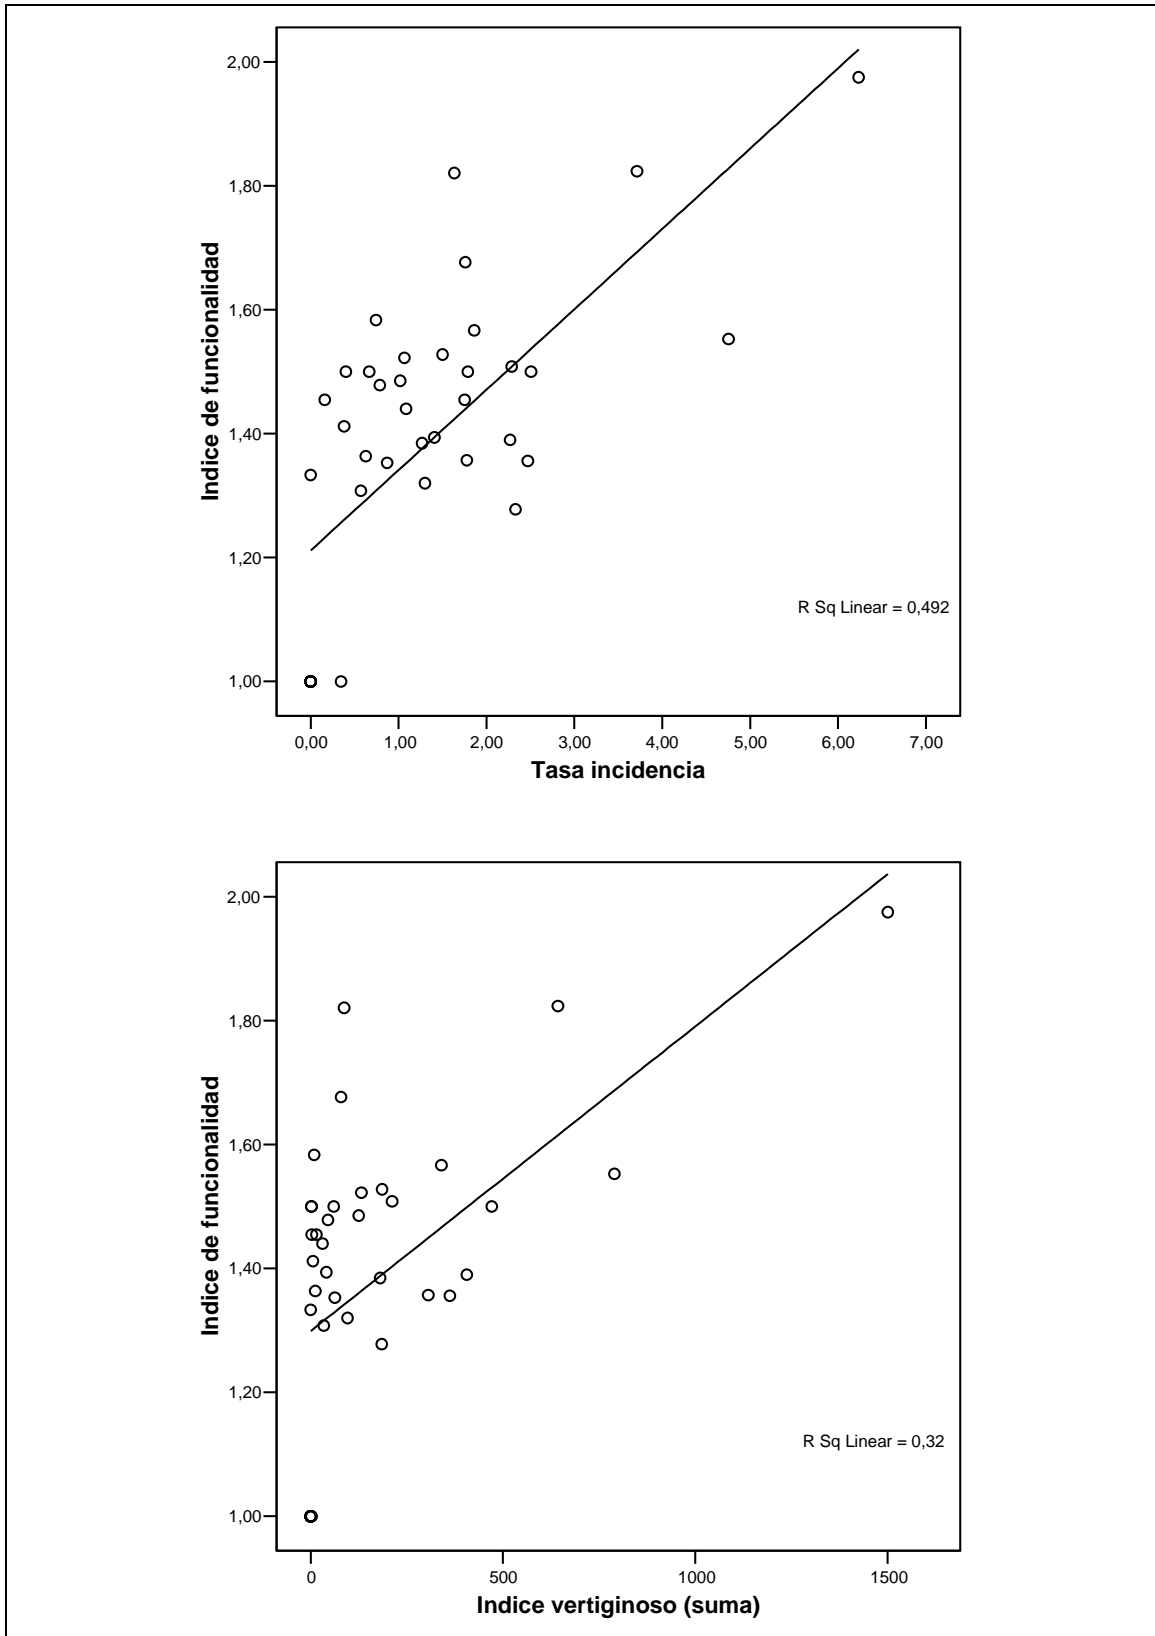 2,00
1,80
1,60
1,40
1,20
1,00
Indice de funcionalidad
R Sq Linear = 0,492
0,00 1,00 2,00 3,00 4,00 5,00 6,00 7,00
Tasa incidencia
2,00
1,80
1,60
1,40
1,20
1,00
Indice de funcionalidad
R Sq Linear = 0,32
0 500 1000 1500
Indice vertiginoso (suma)